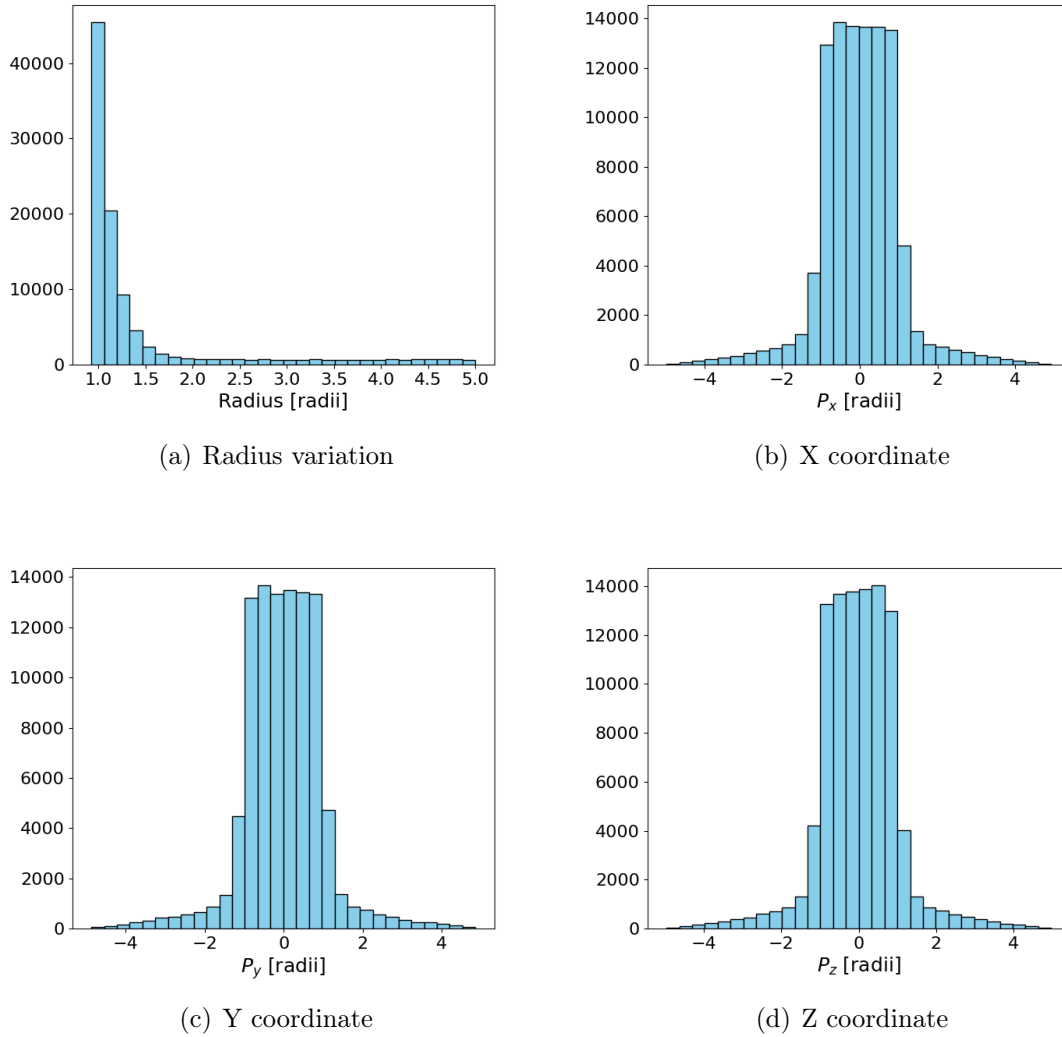 40000
30000
20000
10000
0
1.0 1.5 2.0 2.5 3.0 3.5 4.0 4.5 5.0
Radius [radii]
(a) Radius variation
14000
12000
10000
8000
6000
4000
2000
0
−4 −2 0 2 4
Pₓ [radii]
(b) X coordinate
14000
12000
10000
8000
6000
4000
2000
0
−4 −2 0 2 4
P_y [radii]
(c) Y coordinate
14000
12000
10000
8000
6000
4000
2000
0
−4 −2 0 2 4
P_z [radii]
(d) Z coordinate